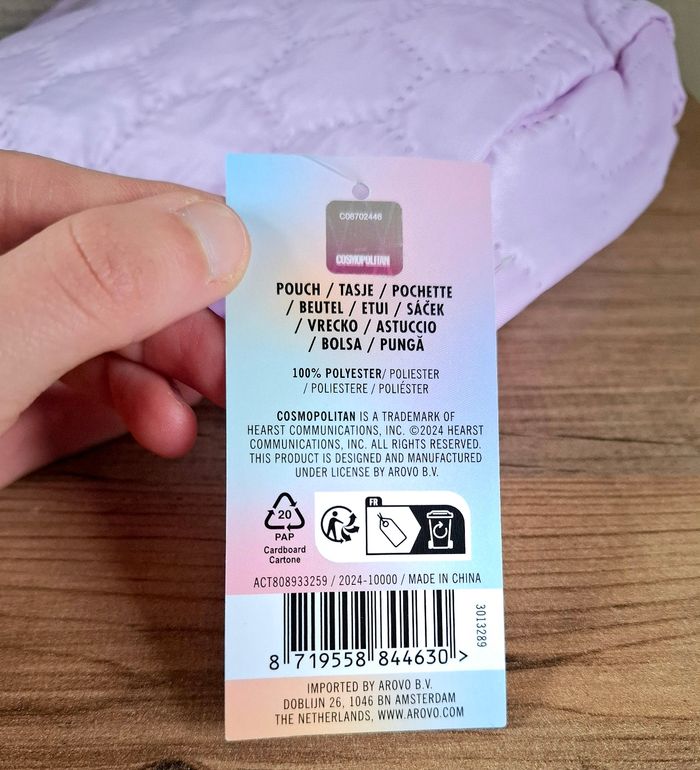 C08702446
COSMOPOLITAN
POUCH / TASJE / POCHETTE
/ BEUTEL / ETUI / SÁČEK
/ VRECKO / ASTUCCIO
/ BOLSA / PUNGĂ
100% POLYESTER/ POLIESTER
/ POLIESTERE / POLIÉSTER
COSMOPOLITAN IS A TRADEMARK OF
HEARST COMMUNICATIONS, INC. ©2024 HEARST
COMMUNICATIONS, INC. ALL RIGHTS RESERVED.
THIS PRODUCT IS DESIGNED AND MANUFACTURED
UNDER LICENSE BY AROVO B.V.
20
PAP
Cardboard
Cartone
FR
ACT808933259 / 2024-10000 / MADE IN CHINA
3013289
8 719558 844630 >
IMPORTED BY AROVO B.V.
DOBLIJN 26, 1046 BN AMSTERDAM
THE NETHERLANDS, WWW.AROVO.COM